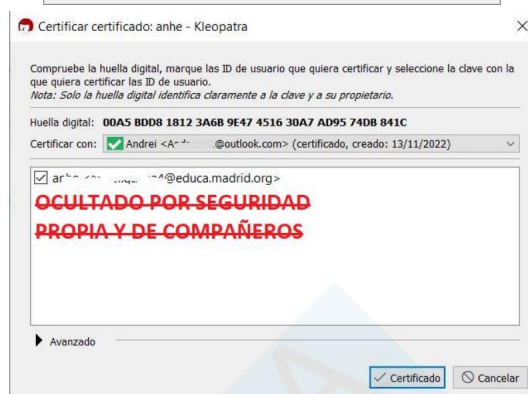 Certificar certificado: anhe - Kleopatra
Compruebe la huella digital, marque las ID de usuario que quiera certificar y seleccione la clave con la
que quiera certificar las ID de usuario.
Nota: Solo la huella digital identifica claramente a la clave y a su propietario.
Huella digital: 00A5 BDD8 1812 3A6B 9E47 4516 30A7 AD95 74DB 841C
Certificar con: Andrei < @outlook.com> (certificado, creado: 13/11/2022)
@educa.madrid.org>
OCULTADO POR SEGURIDAD
PROPIA Y DE COMPAÑEROS
Avanzado
Certificado Cancelar